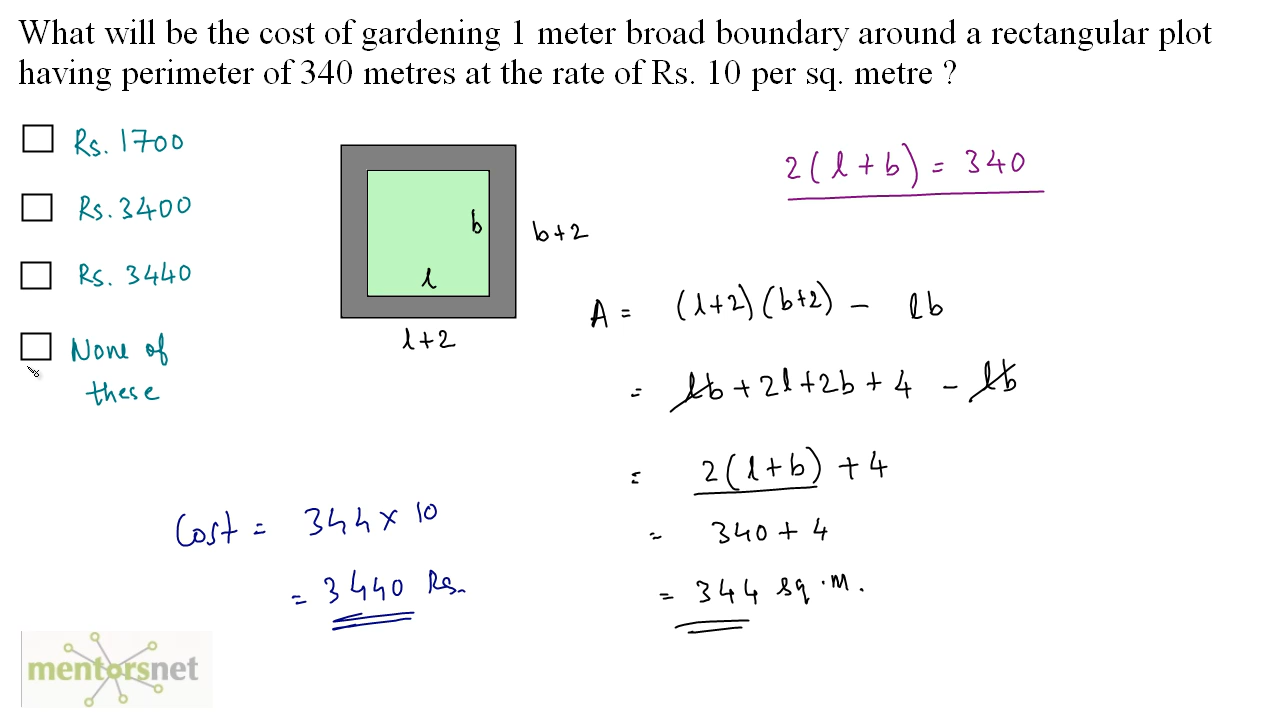 What will be the cost of gardening 1 meter broad boundary around a rectangular plot
having perimeter of 340 metres at the rate of Rs. 10 per sq. metre ?
Rs. 1700
Rs. 3400
Rs. 3440
None of
these
b
l
b+2
l+2
2(l+b) = 340
A = (l+2)(b+2) - lb
= lb + 2l + 2b + 4 - lb
= 2(l+b) + 4
= 340 + 4
= 344 sq.m.
Cost = 344 × 10
= 3440 Rs.
mentorsnet